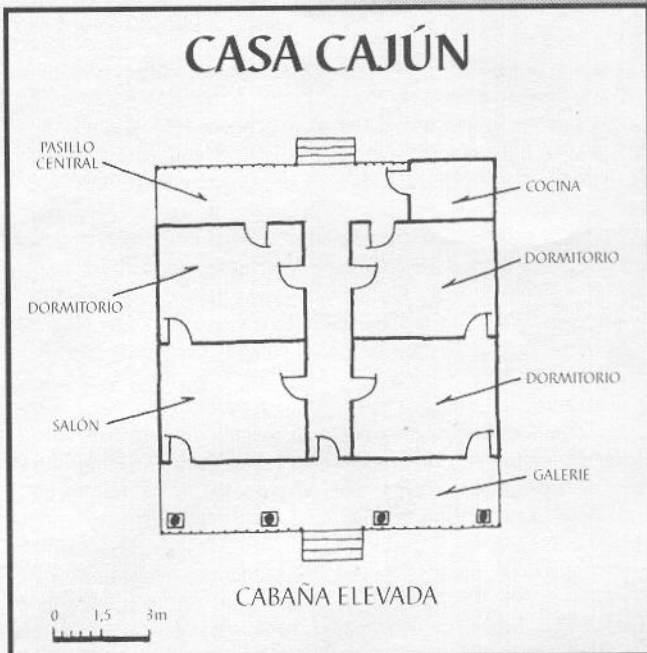 CASA CAJÚN
PASILLO
CENTRAL
COCINA
DORMITORIO
DORMITORIO
DORMITORIO
SALÓN
GALERIE
CABAÑA ELEVADA
0 1,5 3m